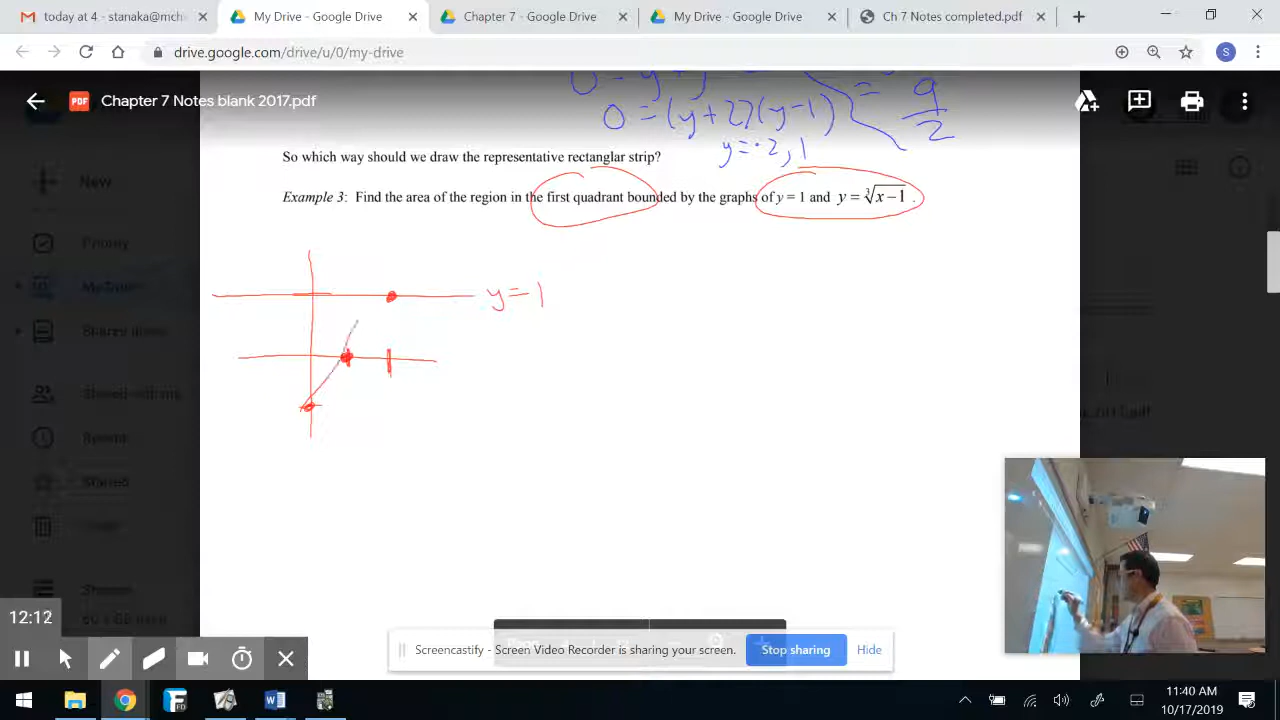 today at 4 - stanaka@mch
My Drive - Google Drive
Chapter 7 - Google Drive
My Drive - Google Drive
Ch 7 Notes completed.pdf
drive.google.com/drive/u/0/my-drive
PDF Chapter 7 Notes blank 2017.pdf
S
0 = (y+2)(y-1)
= 9/2
y = -2, 1
So which way should we draw the representative rectanglar strip?
New
Example 3: Find the area of the region in the first quadrant bounded by the graphs of y = 1 and y = ∛(x−1) .
Priority
y = 1
Recent
12:12
Screencastify - Screen Video Recorder is sharing your screen.
Stop sharing
Hide
11:40 AM
10/17/2019